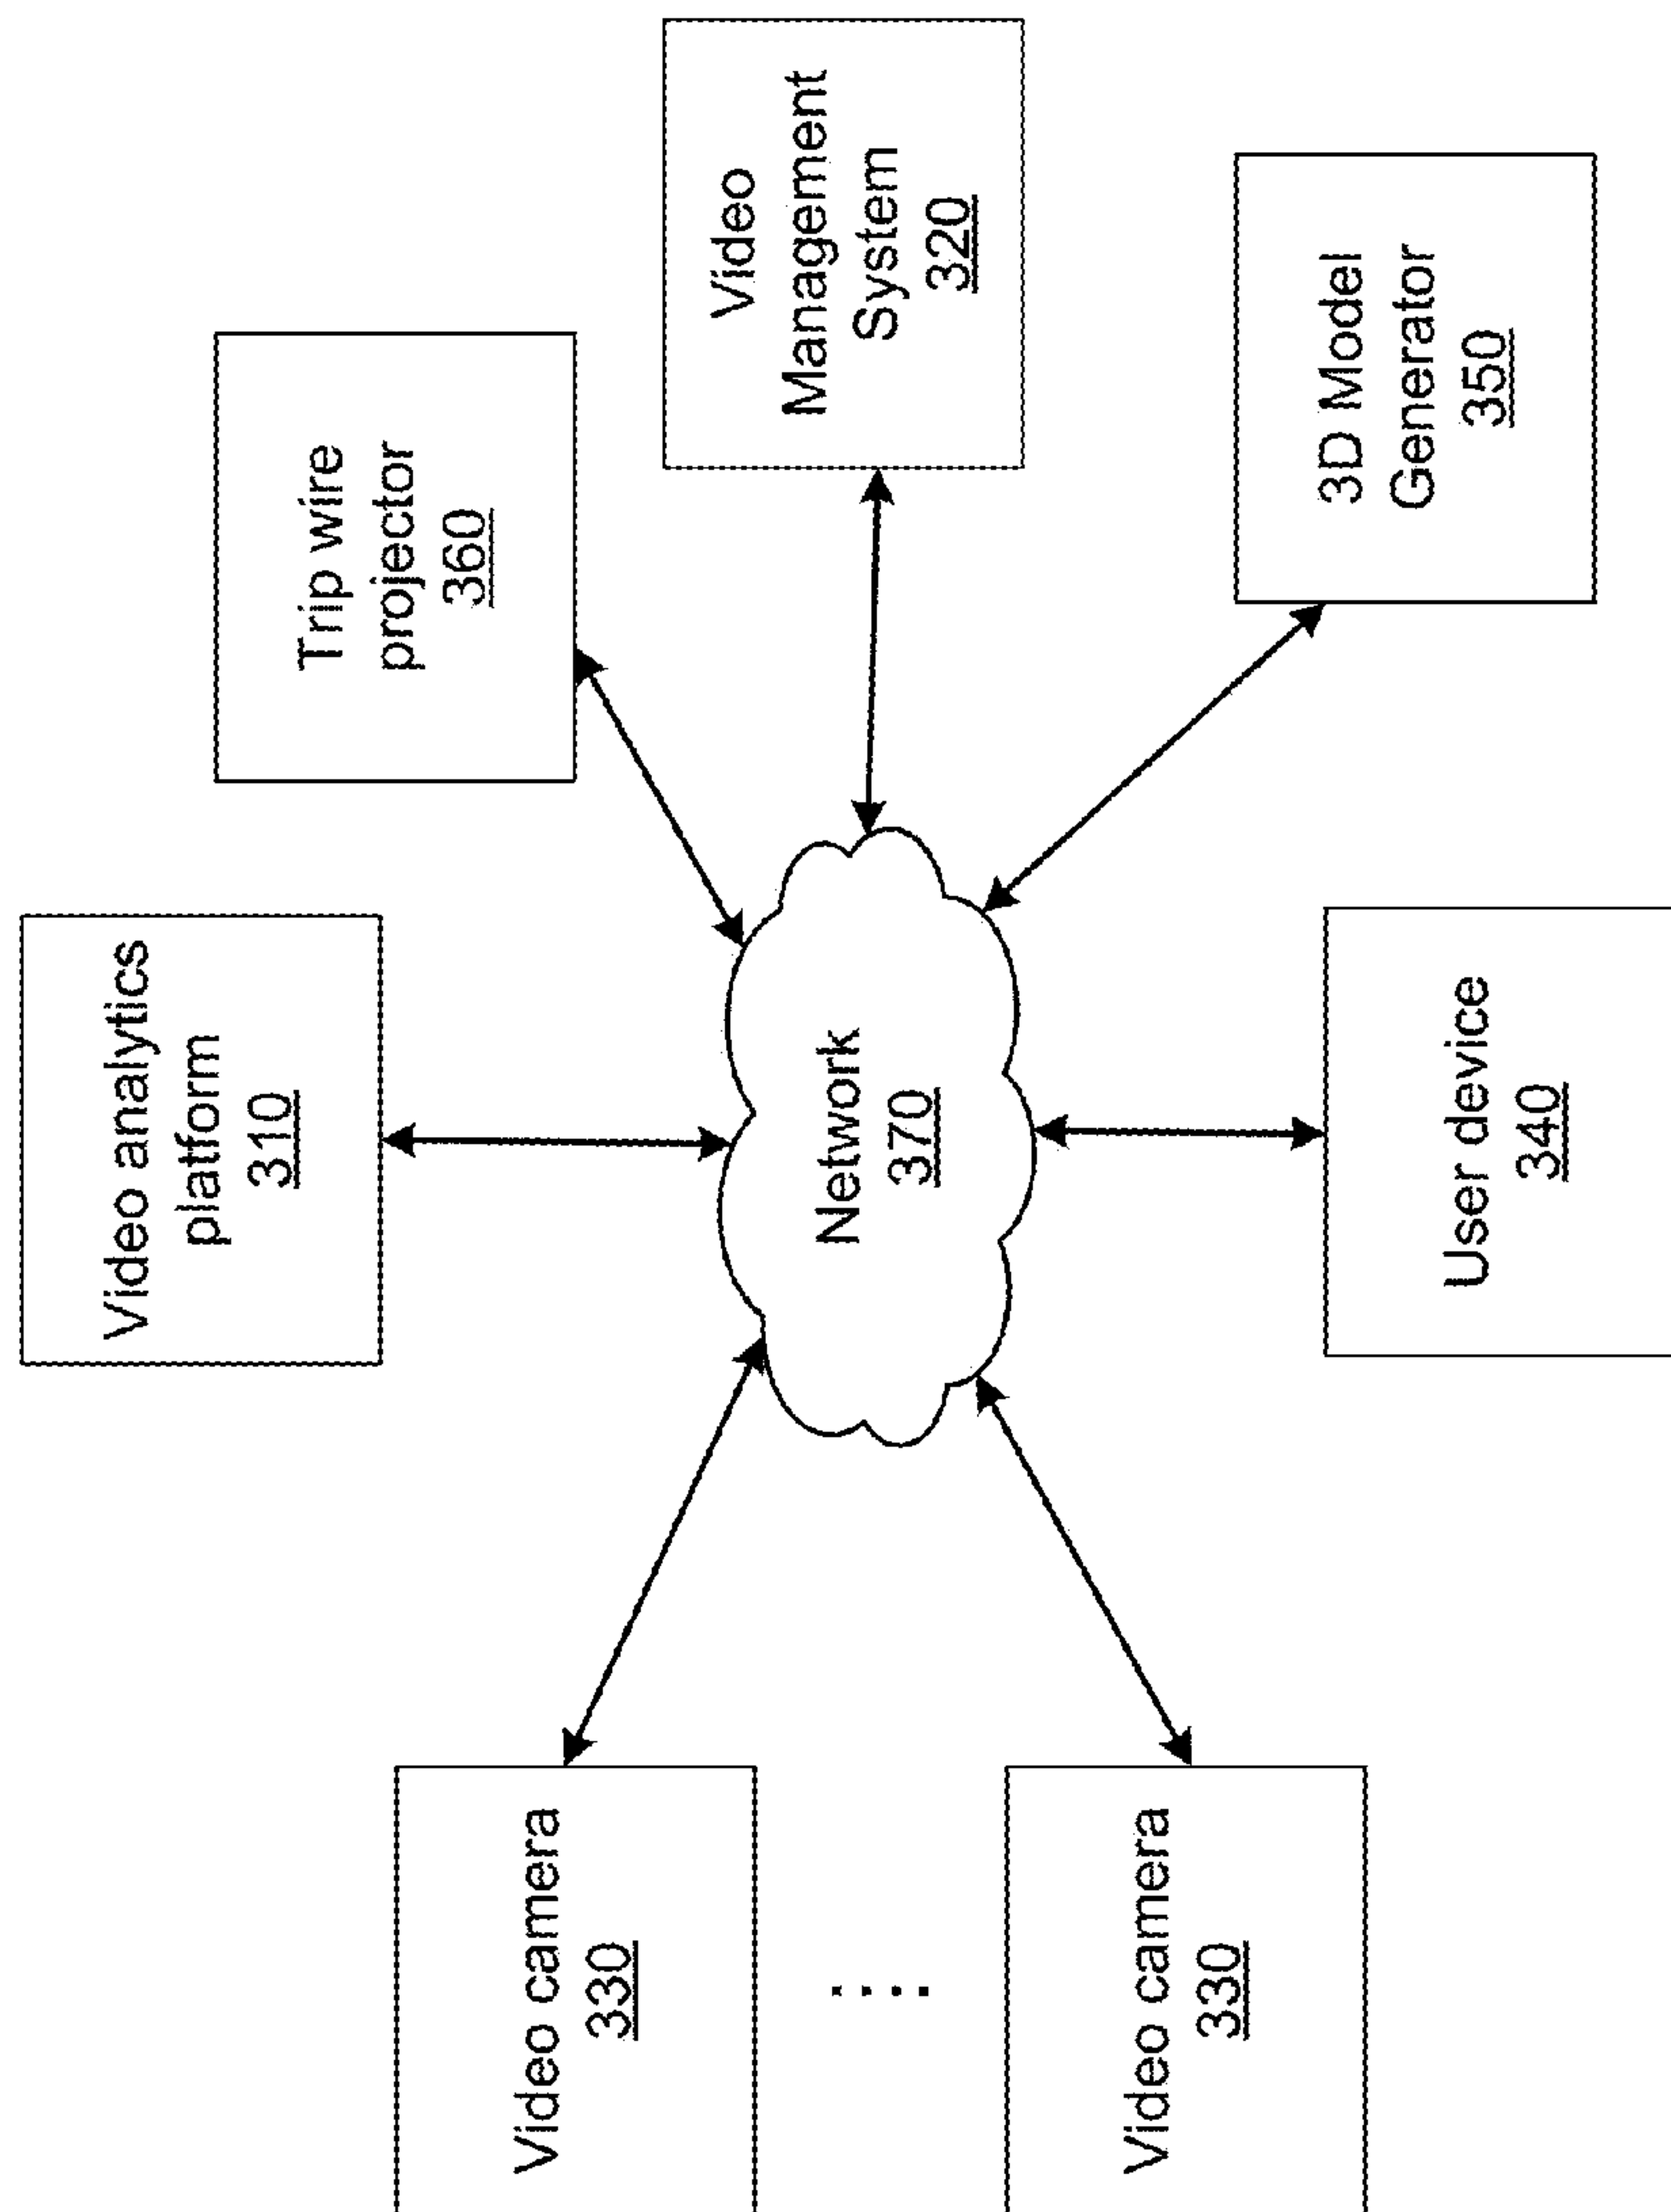 Video analytics
platform
310
Trip wire
projector
360
Video
Management
System
320
3D Model
Generator
350
User device
340
Network
370
Video camera
330
....
Video camera
330